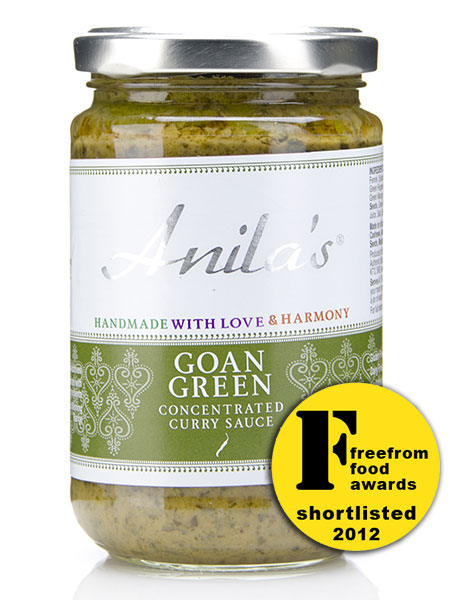 Anila's®
HANDMADE WITH LOVE & HARMONY
GOAN
GREEN
CONCENTRATED
CURRY SAUCE
F
freefrom
food
awards
shortlisted
2012